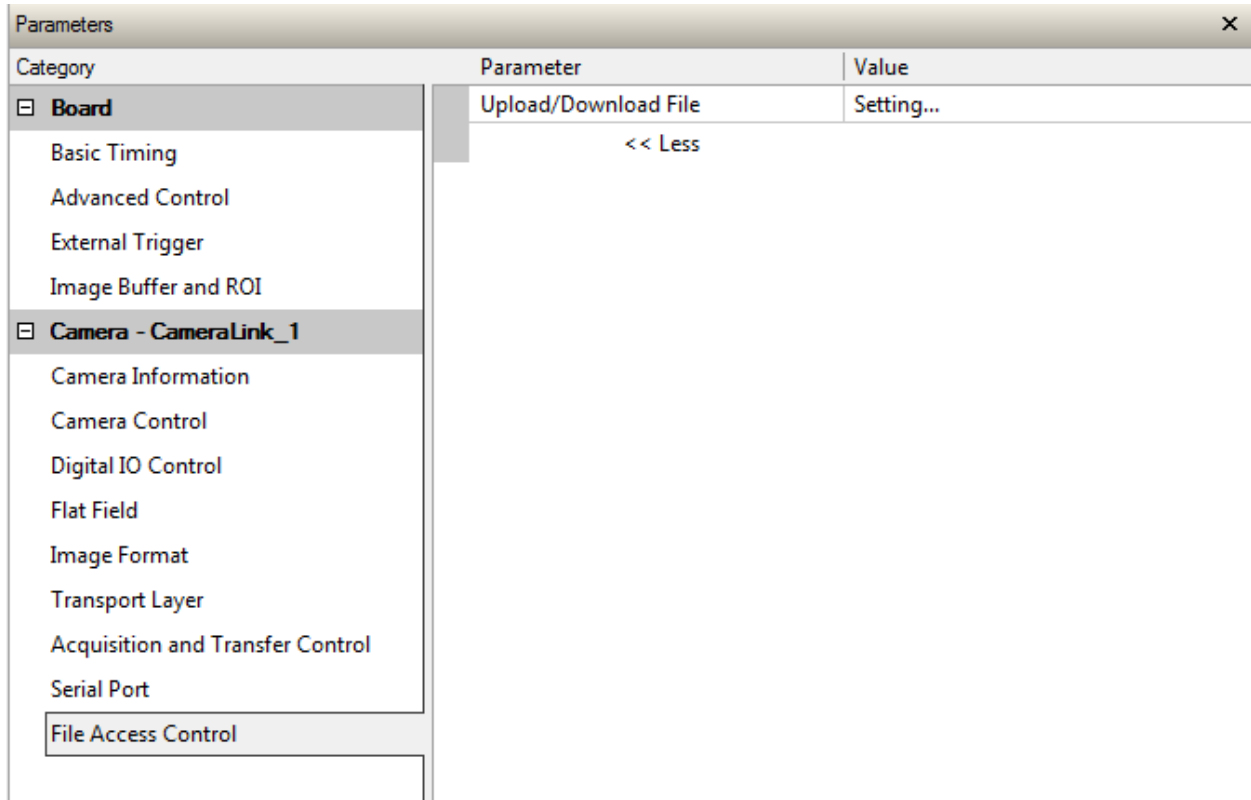 Parameters
Category Parameter Value
Board Upload/Download File Setting...
Basic Timing << Less
Advanced Control
External Trigger
Image Buffer and ROI
Camera - CameraLink_1
Camera Information
Camera Control
Digital IO Control
Flat Field
Image Format
Transport Layer
Acquisition and Transfer Control
Serial Port
File Access Control